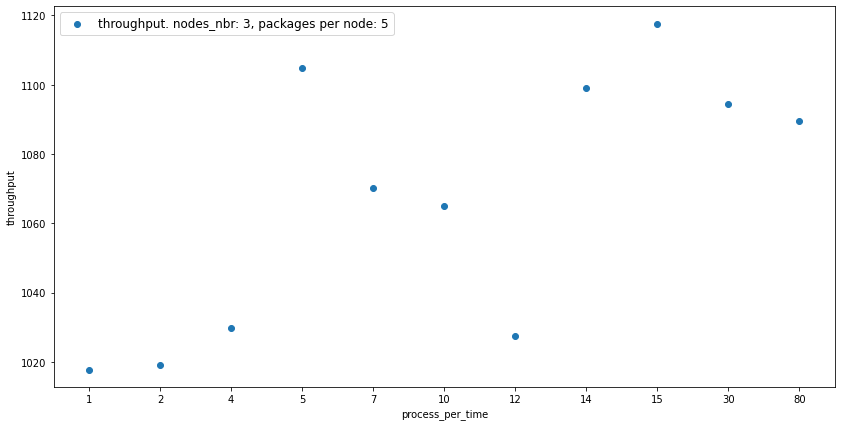 throughput. nodes_nbr: 3, packages per node: 5
1120
1100
1080
1060
1040
1020
throughput
1 2 4 5 7 10 12 14 15 30 80
process_per_time